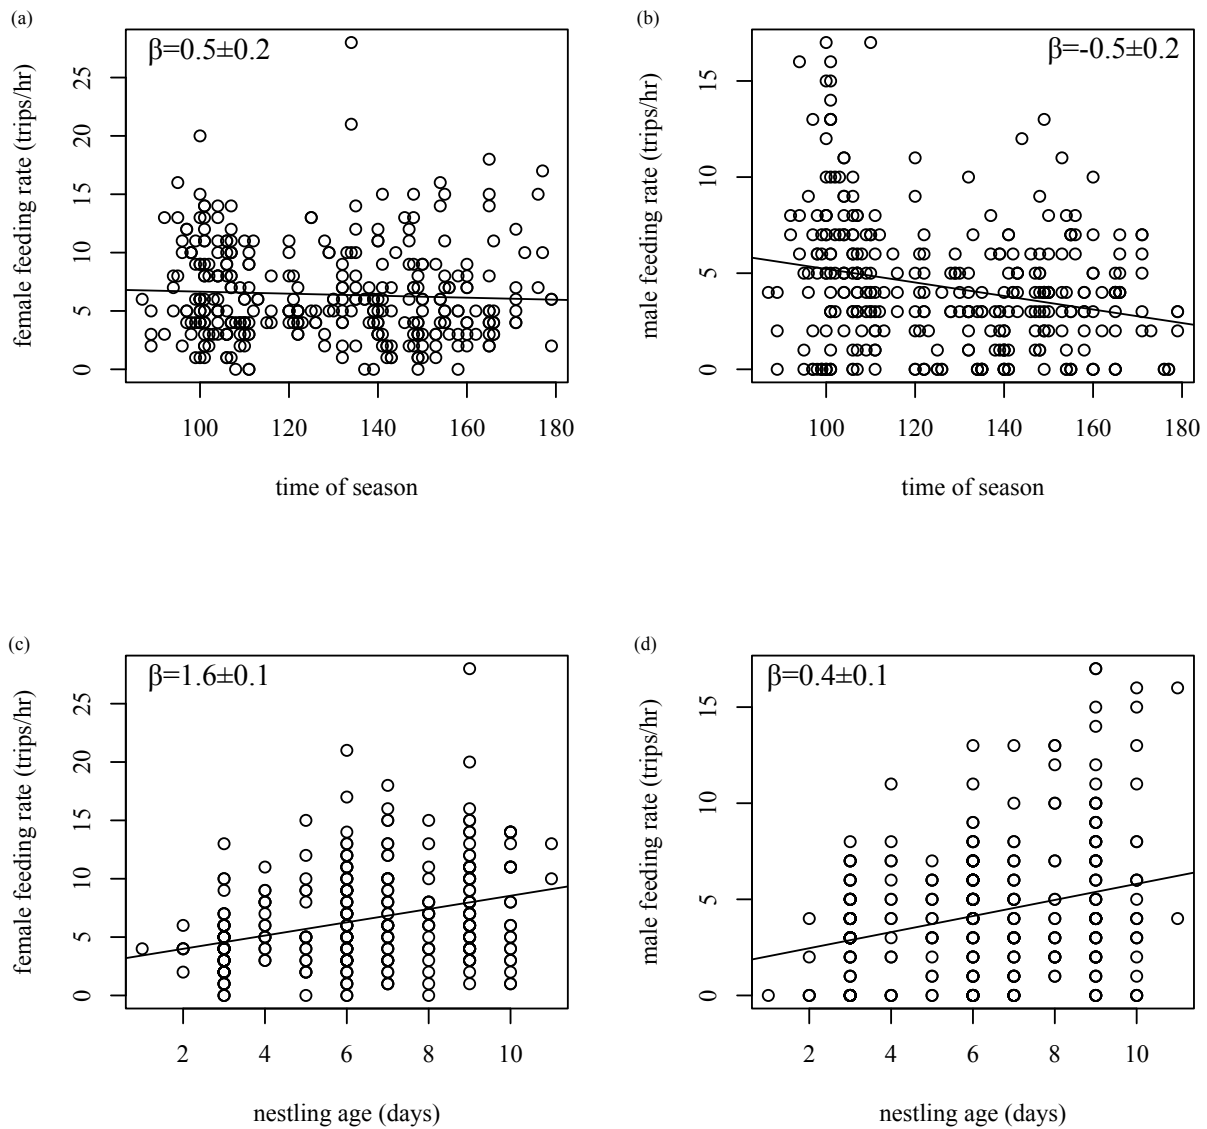 (a)
β=0.5±0.2
female feeding rate (trips/hr)
0 5 10 15 20 25
100 120 140 160 180
time of season
(b)
β=-0.5±0.2
male feeding rate (trips/hr)
0 5 10 15
100 120 140 160 180
time of season
(c)
β=1.6±0.1
female feeding rate (trips/hr)
0 5 10 15 20 25
2 4 6 8 10
nestling age (days)
(d)
β=0.4±0.1
male feeding rate (trips/hr)
0 5 10 15
2 4 6 8 10
nestling age (days)